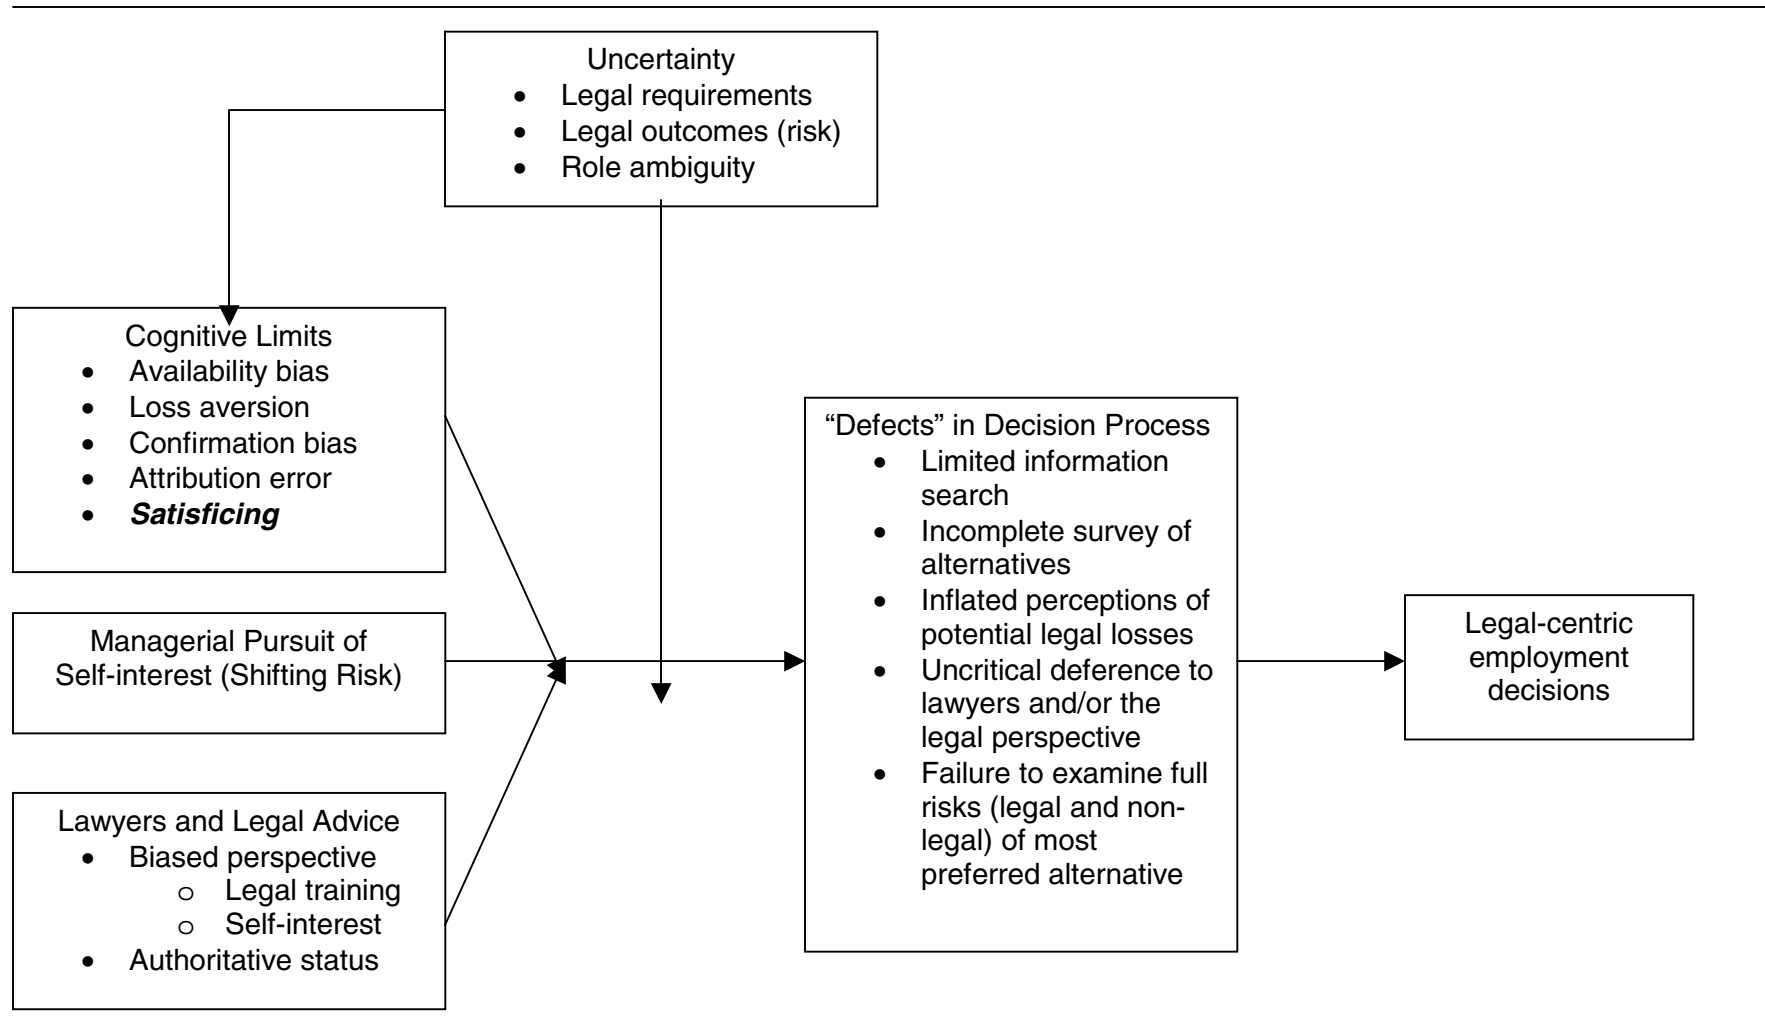 Uncertainty
• Legal requirements
• Legal outcomes (risk)
• Role ambiguity
Cognitive Limits
• Availability bias
• Loss aversion
• Confirmation bias
• Attribution error
• Satisficing
Managerial Pursuit of
Self-interest (Shifting Risk)
Lawyers and Legal Advice
• Biased perspective
o Legal training
o Self-interest
• Authoritative status
“Defects” in Decision Process
• Limited information
search
• Incomplete survey of
alternatives
• Inflated perceptions of
potential legal losses
• Uncritical deference to
lawyers and/or the
legal perspective
• Failure to examine full
risks (legal and non-
legal) of most
preferred alternative
Legal-centric
employment
decisions